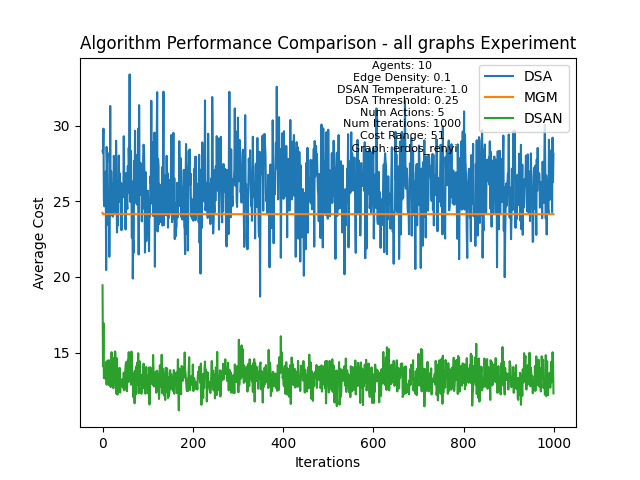 Algorithm Performance Comparison - all graphs Experiment
Agents: 10
Edge Density: 0.1
DSAN Temperature: 1.0
DSA Threshold: 0.25
Num Actions: 5
Num Iterations: 1000
Cost Range: 51
Graph: erdos_renyi
DSA
MGM
DSAN
30
25
20
15
Average Cost
0
200
400
600
800
1000
Iterations